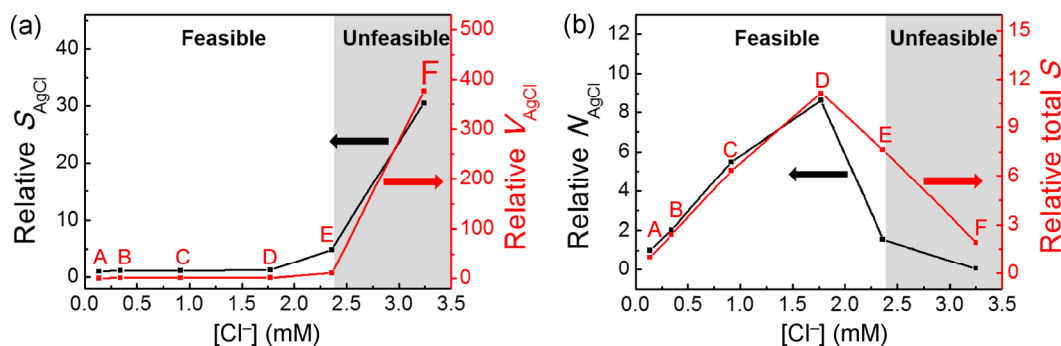 (a)
Feasible
Unfeasible
Relative S_AgCl
40
30
20
10
0
A B C D E F
500
400
300
200
100
0
Relative V_AgCl
0.0 0.5 1.0 1.5 2.0 2.5 3.0 3.5
[Cl⁻] (mM)
(b)
Feasible
Unfeasible
Relative N_AgCl
12
10
8
6
4
2
0
A B C D E F
15
12
9
6
3
0
Relative total S
0.0 0.5 1.0 1.5 2.0 2.5 3.0 3.5
[Cl⁻] (mM)